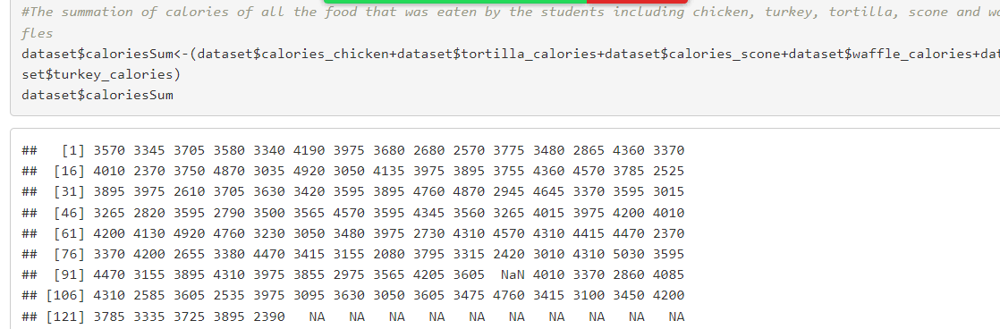 #The summation of calories of all the food that was eaten by the students including chicken, turkey, tortilla, scone and
fles
dataset$caloriesSum<-(dataset$calories_chicken+dataset$tortilla_calories+dataset$calories_scone+dataset$waffle_calories+dat
set$turkey_calories)
dataset$caloriesSum
## [1] 3570 3345 3705 3580 3340 4190 3975 3680 2680 2570 3775 3480 2865 4360 3370
## [16] 4010 2370 3750 4870 3035 4920 3050 4135 3975 3895 3755 4360 4570 3785 2525
## [31] 3895 3975 2610 3705 3630 3420 3595 3895 4760 4870 2945 4645 3370 3595 3015
## [46] 3265 2820 3595 2790 3500 3565 4570 3595 4345 3560 3265 4015 3975 4200 4010
## [61] 4200 4130 4920 4760 3230 3050 3480 3975 2730 4310 4570 4310 4415 4470 2370
## [76] 3370 4200 2655 3380 4470 3415 3155 2080 3795 3315 2420 3010 4310 5030 3595
## [91] 4470 3155 3895 4310 3975 3855 2975 3565 4205 3605 NaN 4010 3370 2860 4085
## [106] 4310 2585 3605 2535 3975 3095 3630 3050 3605 3475 4760 3415 3100 3450 4200
## [121] 3785 3335 3725 3895 2390 NA NA NA NA NA NA NA NA NA NA